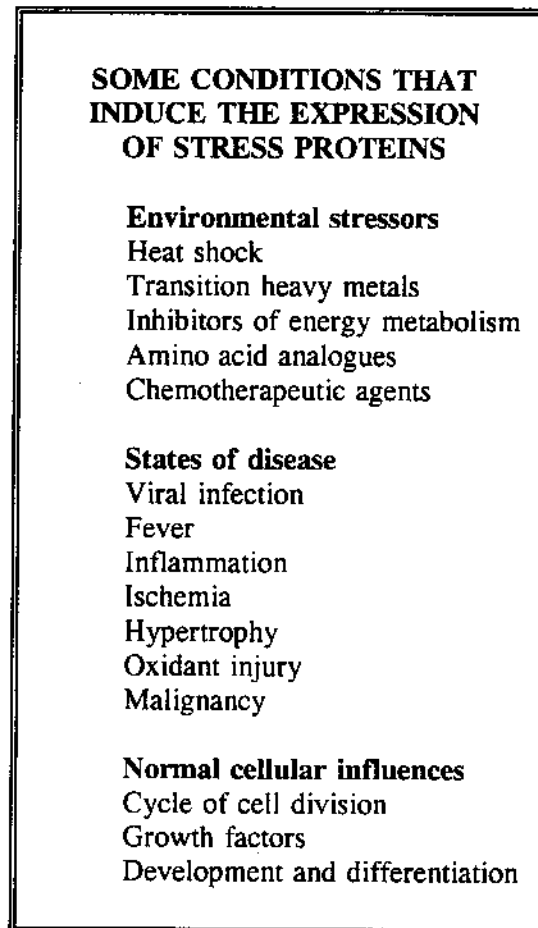 SOME CONDITIONS THAT
INDUCE THE EXPRESSION
OF STRESS PROTEINS
Environmental stressors
Heat shock
Transition heavy metals
Inhibitors of energy metabolism
Amino acid analogues
Chemotherapeutic agents
States of disease
Viral infection
Fever
Inflammation
Ischemia
Hypertrophy
Oxidant injury
Malignancy
Normal cellular influences
Cycle of cell division
Growth factors
Development and differentiation